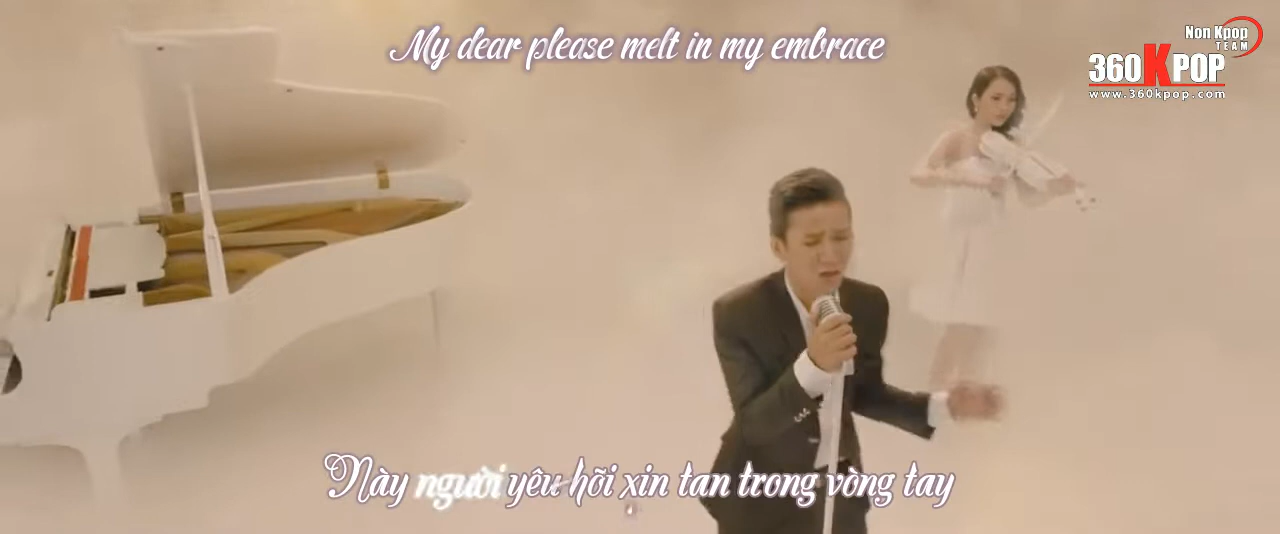 My dear please melt in my embrace
Non Kpop
TEAM
360KPOP
www.360kpop.com
Này người yêu hỡi xin tan trong vòng tay